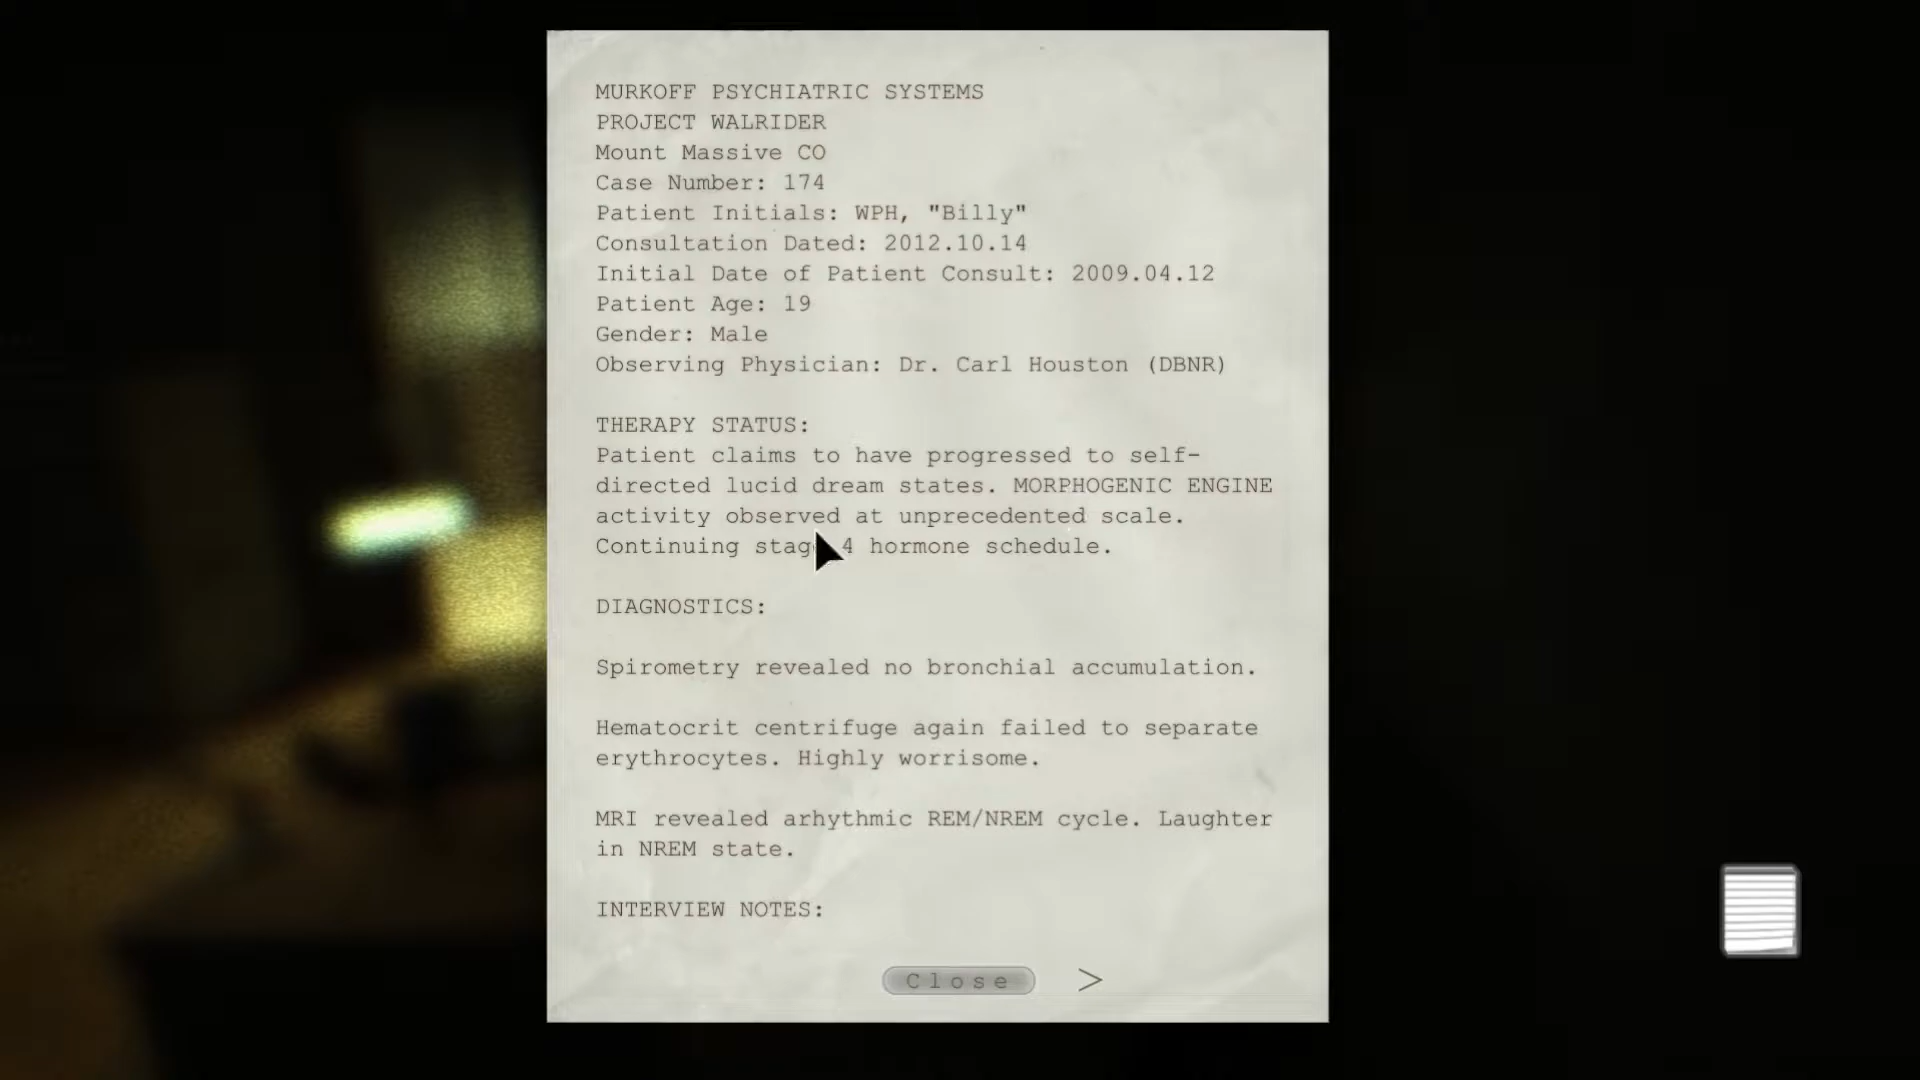 MURKOFF PSYCHIATRIC SYSTEMS
PROJECT WALRIDER
Mount Massive CO
Case Number: 174
Patient Initials: WPH, "Billy"
Consultation Dated: 2012.10.14
Initial Date of Patient Consult: 2009.04.12
Patient Age: 19
Gender: Male
Observing Physician: Dr. Carl Houston (DBNR)
THERAPY STATUS:
Patient claims to have progressed to self-
directed lucid dream states. MORPHOGENIC ENGINE
activity observed at unprecedented scale.
Continuing stage 4 hormone schedule.
DIAGNOSTICS:
Spirometry revealed no bronchial accumulation.
Hematocrit centrifuge again failed to separate
erythrocytes. Highly worrisome.
MRI revealed arhythmic REM/NREM cycle. Laughter
in NREM state.
INTERVIEW NOTES:
Close >